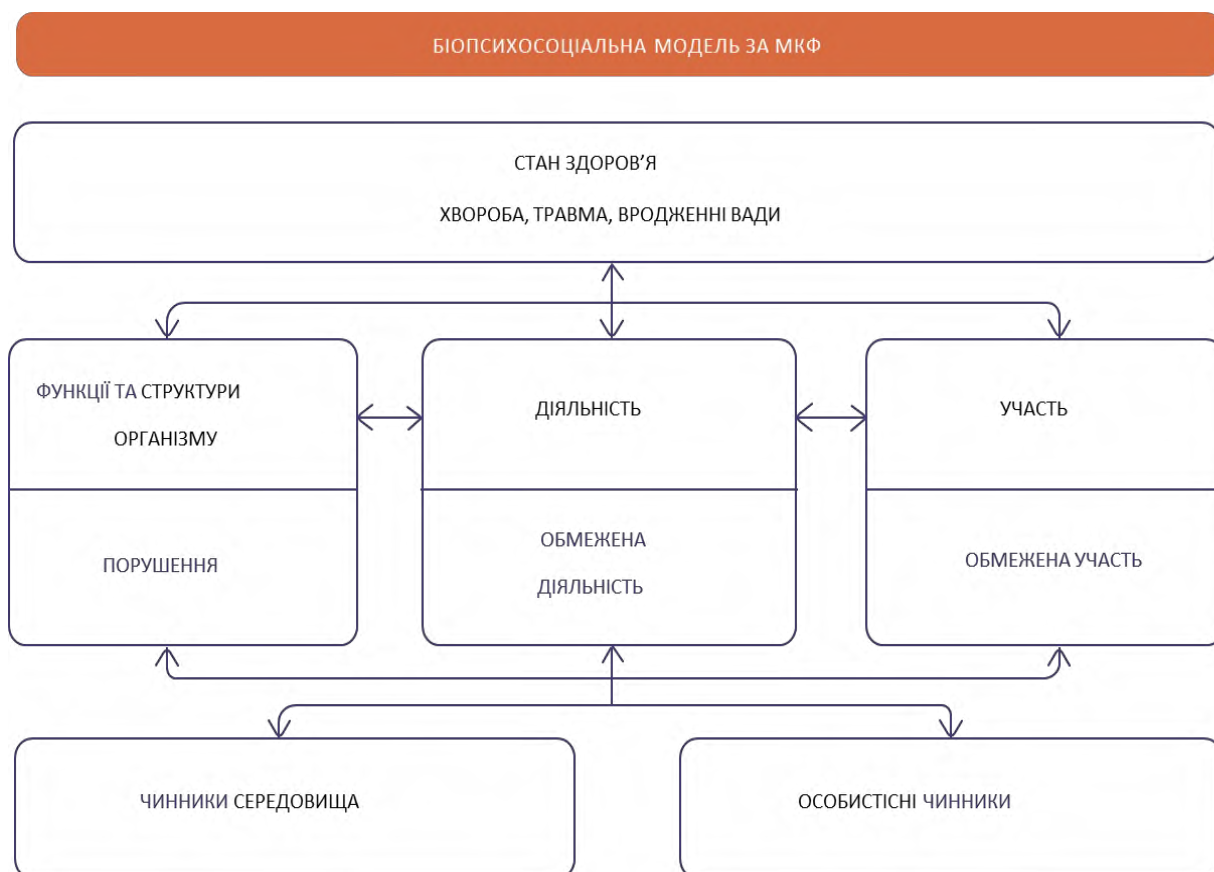 БІОПСИХОСОЦІАЛЬНА МОДЕЛЬ ЗА МКФ
СТАН ЗДОРОВ’Я
ХВОРОБА, ТРАВМА, ВРОДЖЕННІ ВАДИ
ФУНКЦІЇ ТА СТРУКТУРИ
ОРГАНІЗМУ
ПОРУШЕННЯ
ДІЯЛЬНІСТЬ
ОБМЕЖЕНА
ДІЯЛЬНІСТЬ
УЧАСТЬ
ОБМЕЖЕНА УЧАСТЬ
ЧИННИКИ СЕРЕДОВИЩА
ОСОБИСТІСНІ ЧИННИКИ